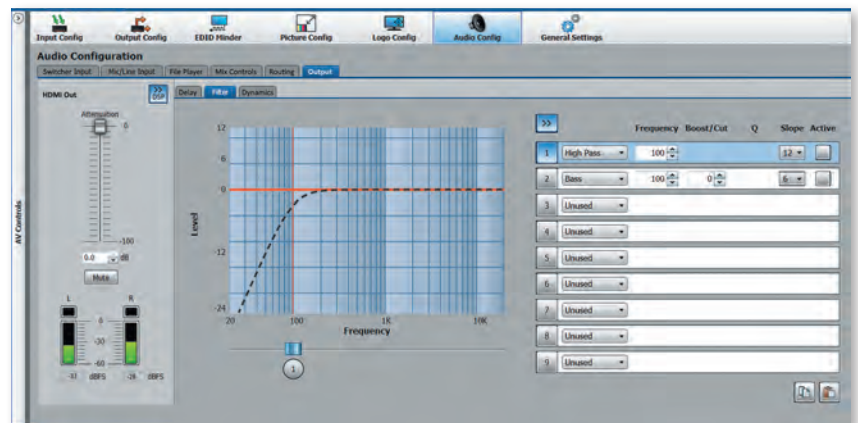 Input Config Output Config EDID Minder Picture Config Logo Config Audio Config General Settings
Audio Configuration
Switcher Input Mic/Line Input File Player Mix Controls Routing Output
HDMI Out DSP Delay Filter Dynamics
Attenuation
0
-100
0.0 dB
Mute
L R
0
-30
-60
dBFS dBFS
AV Controls
Level
12
6
0
-12
-24
20 100 1K 10K
Frequency
1
>> Frequency Boost/Cut Q Slope Active
1 High Pass 100 12
2 Bass 100 0 6
3 Unused
4 Unused
5 Unused
6 Unused
7 Unused
8 Unused
9 Unused